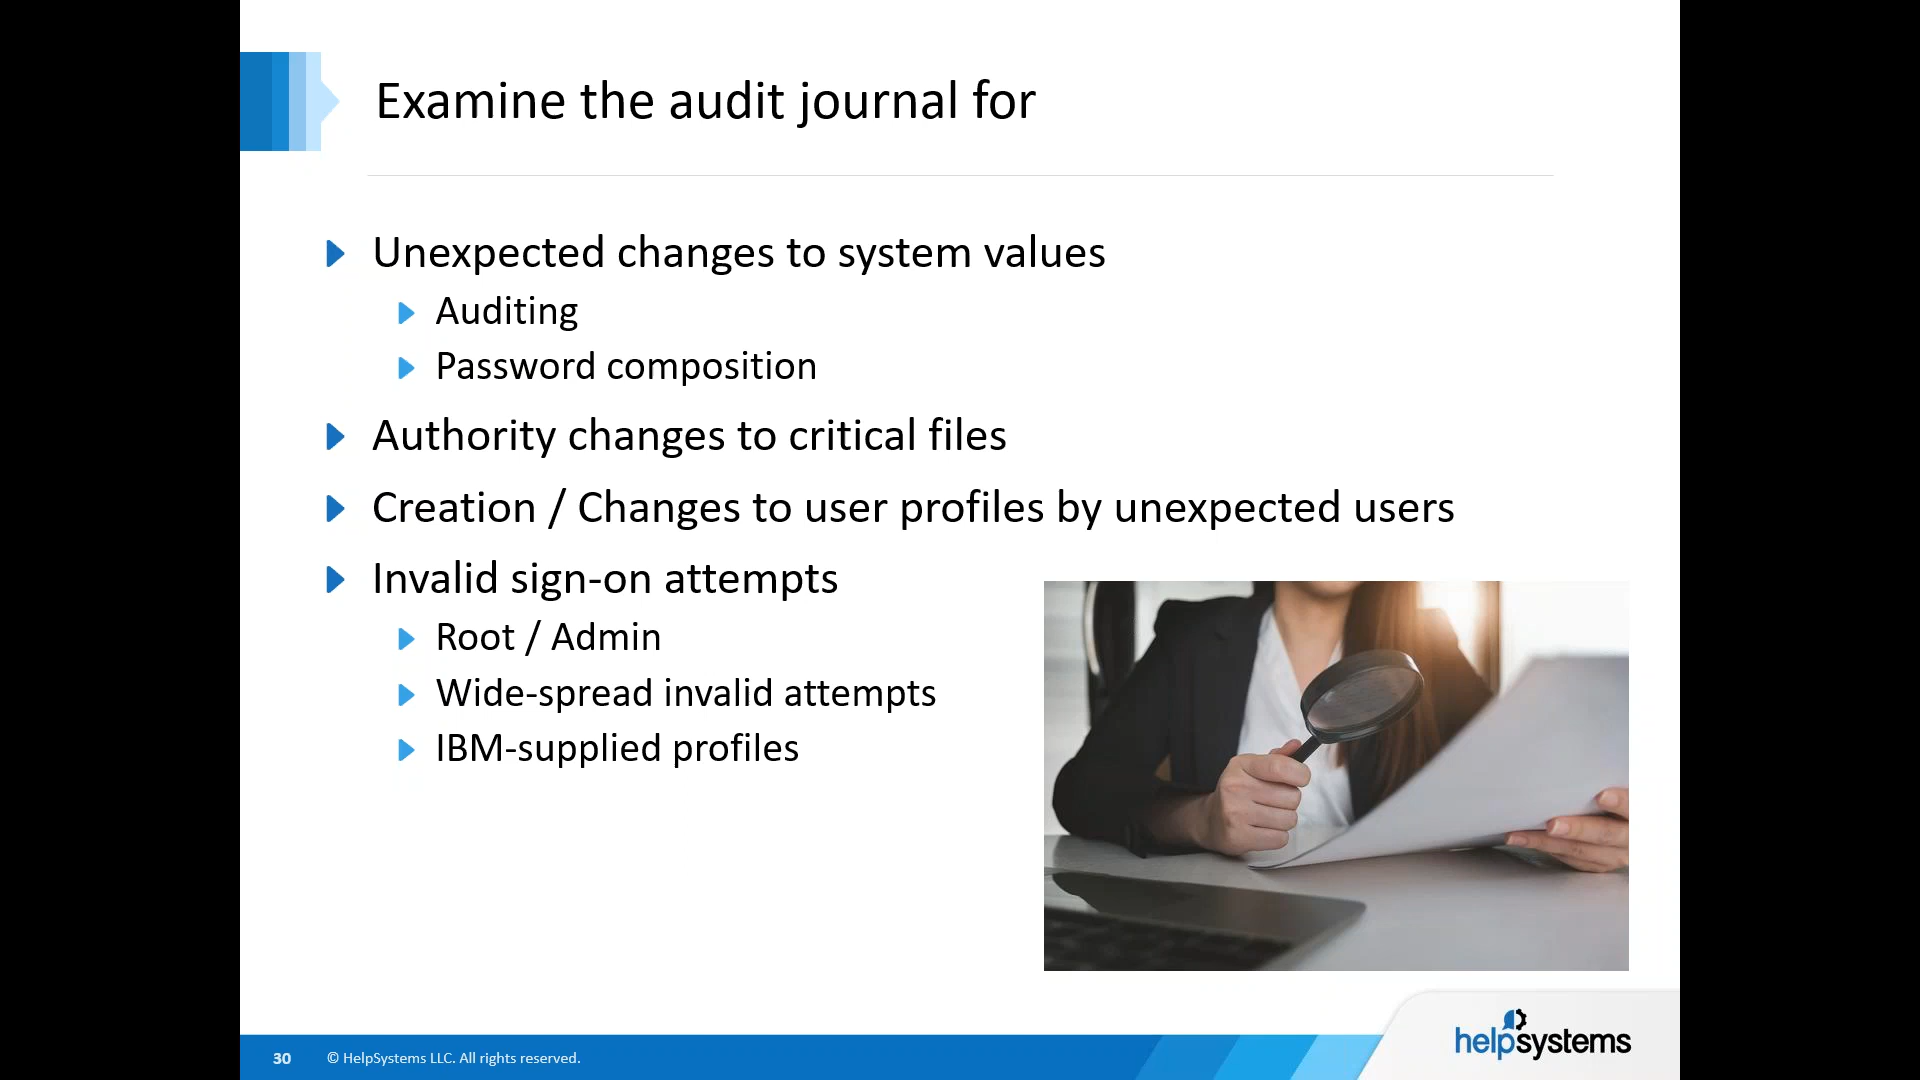 Examine the audit journal for
Unexpected changes to system values
Auditing
Password composition
Authority changes to critical files
Creation / Changes to user profiles by unexpected users
Invalid sign-on attempts
Root / Admin
Wide-spread invalid attempts
IBM-supplied profiles
30 © HelpSystems LLC. All rights reserved.
helpsystems